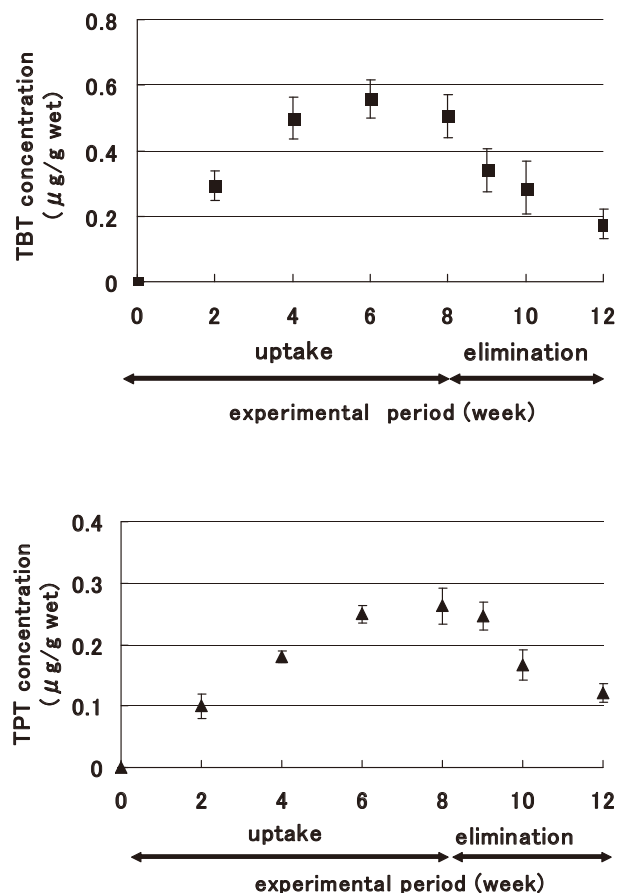 TBT concentration
(μg/g wet)
0.8
0.6
0.4
0.2
0
0 2 4 6 8 10 12
uptake elimination
experimental period (week)
TPT concentration
(μg/g wet)
0.4
0.3
0.2
0.1
0
0 2 4 6 8 10 12
uptake elimination
experimental period (week)